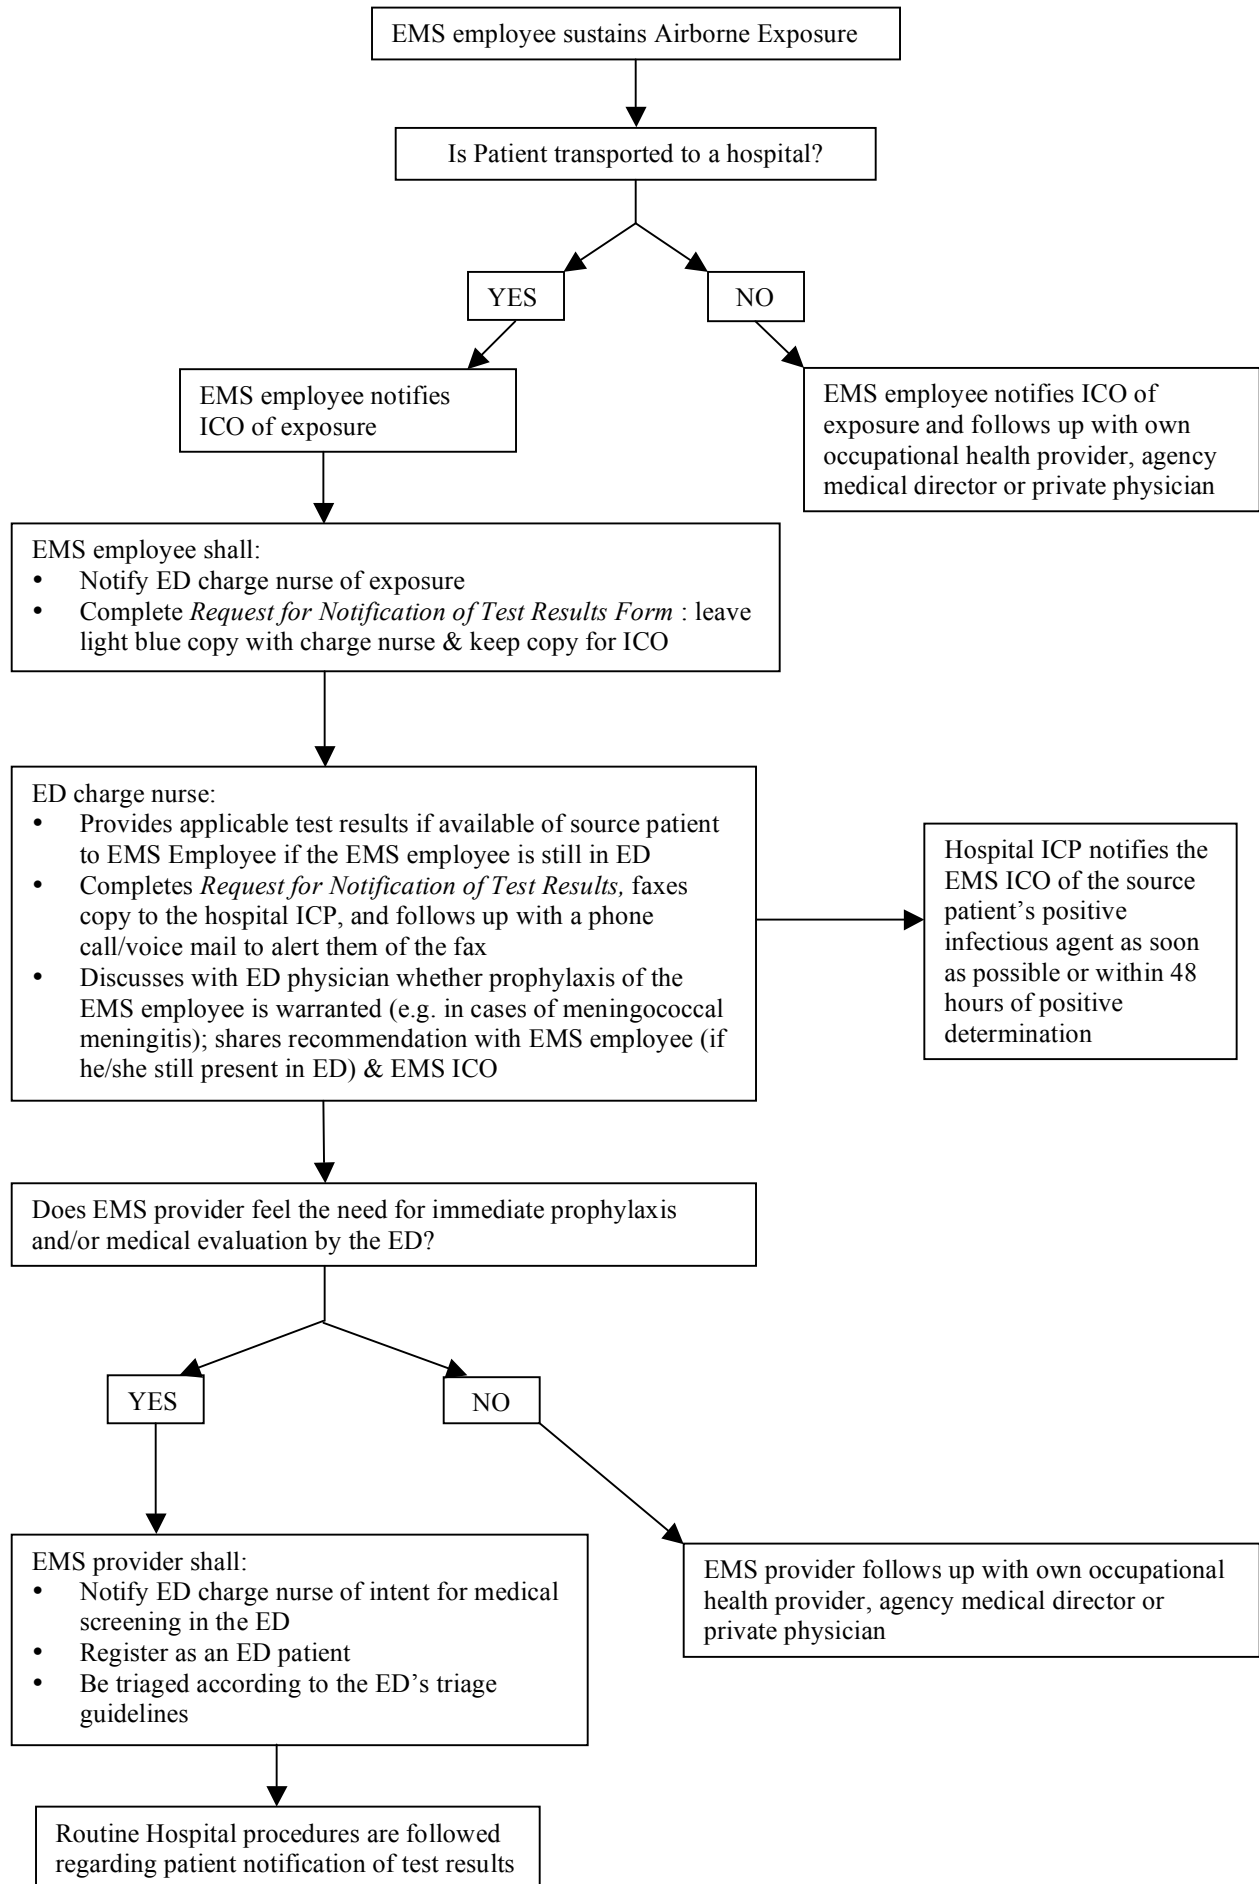 EMS employee sustains Airborne Exposure
Is Patient transported to a hospital?
YES
NO
EMS employee notifies
ICO of exposure
EMS employee notifies ICO of
exposure and follows up with own
occupational health provider, agency
medical director or private physician
EMS employee shall:
• Notify ED charge nurse of exposure
• Complete Request for Notification of Test Results Form : leave
light blue copy with charge nurse & keep copy for ICO
ED charge nurse:
• Provides applicable test results if available of source patient
to EMS Employee if the EMS employee is still in ED
• Completes Request for Notification of Test Results, faxes
copy to the hospital ICP, and follows up with a phone
call/voice mail to alert them of the fax
• Discusses with ED physician whether prophylaxis of the
EMS employee is warranted (e.g. in cases of meningococcal
meningitis); shares recommendation with EMS employee (if
he/she still present in ED) & EMS ICO
Hospital ICP notifies the
EMS ICO of the source
patient’s positive
infectious agent as soon
as possible or within 48
hours of positive
determination
Does EMS provider feel the need for immediate prophylaxis
and/or medical evaluation by the ED?
YES
NO
EMS provider shall:
• Notify ED charge nurse of intent for medical
screening in the ED
• Register as an ED patient
• Be triaged according to the ED’s triage
guidelines
EMS provider follows up with own occupational
health provider, agency medical director or
private physician
Routine Hospital procedures are followed
regarding patient notification of test results